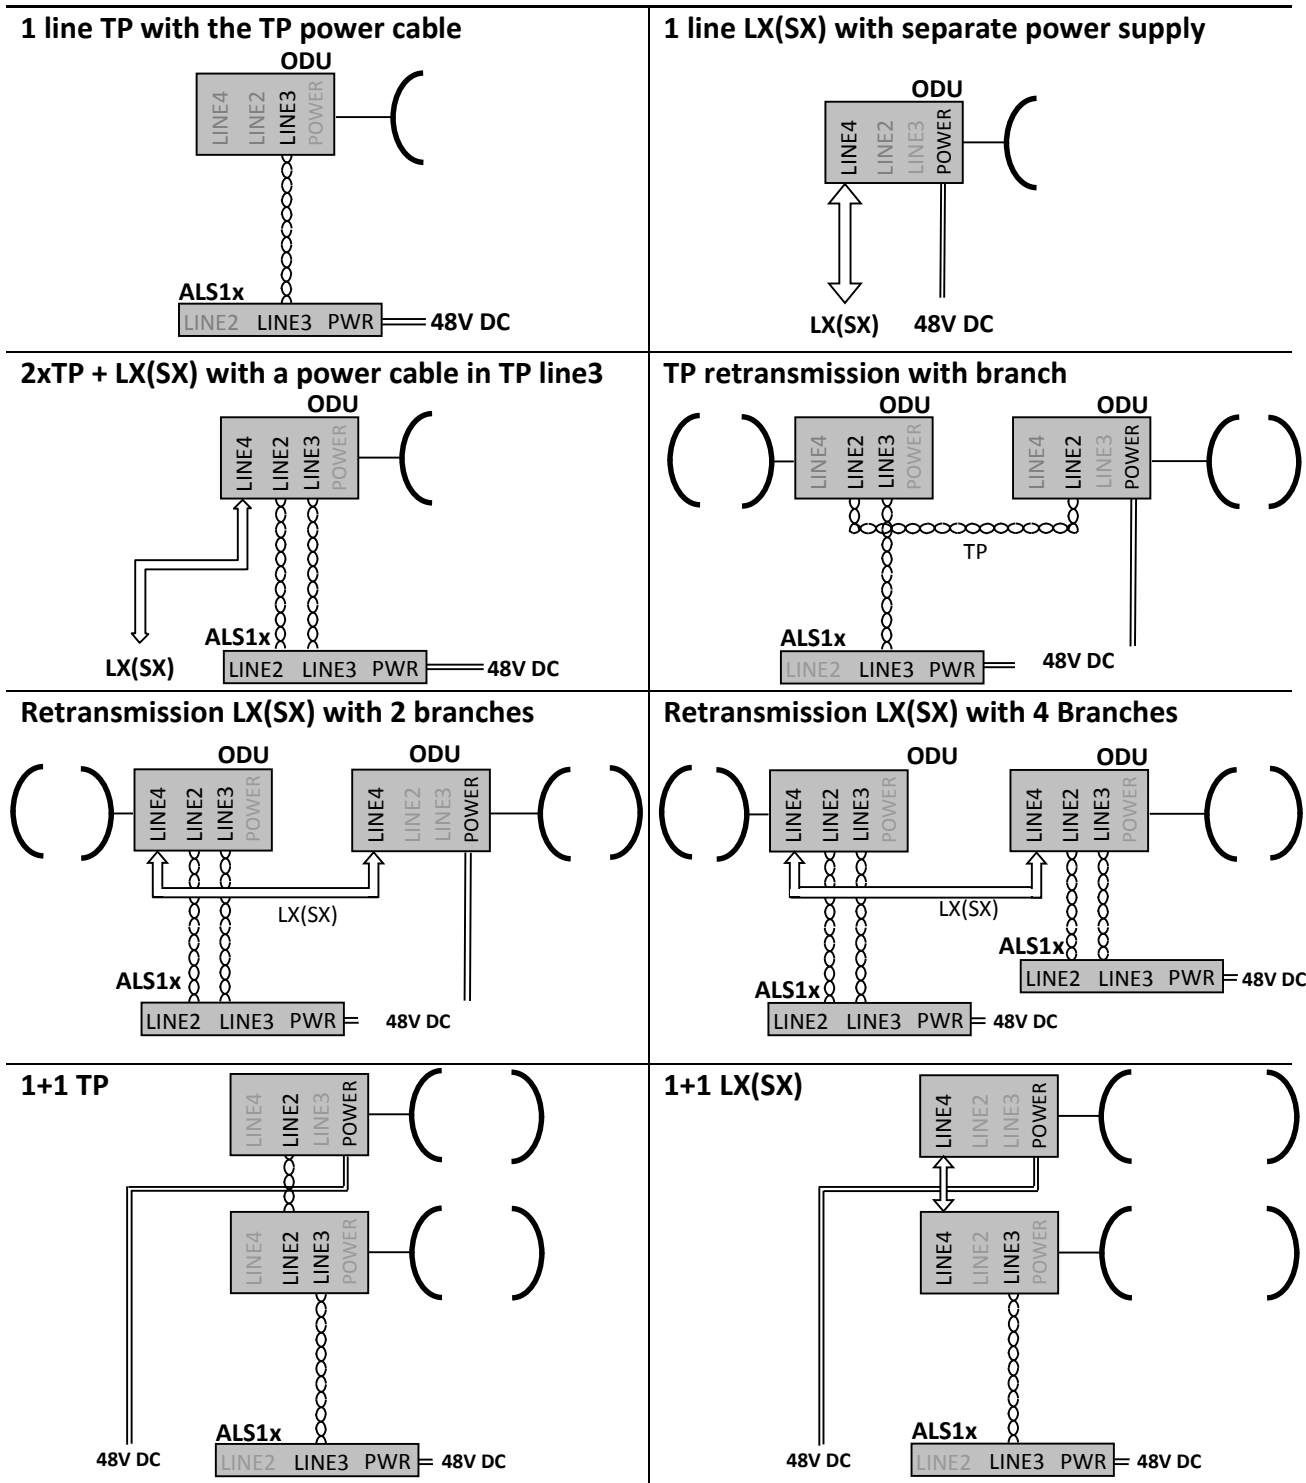 1 line TP with the TP power cable
ODU
LINE4 LINE2 LINE3 POWER
ALS1x
LINE2 LINE3 PWR 48V DC
1 line LX(SX) with separate power supply
ODU
LINE4 LINE2 LINE3 POWER
LX(SX) 48V DC
2xTP + LX(SX) with a power cable in TP line3
ODU
LINE4 LINE2 LINE3 POWER
ALS1x
LX(SX)
LINE2 LINE3 PWR 48V DC
TP retransmission with branch
ODU ODU
LINE4 LINE2 LINE3 POWER LINE4 LINE2 LINE3 POWER
TP
ALS1x
LINE2 LINE3 PWR 48V DC
Retransmission LX(SX) with 2 branches
ODU ODU
LINE4 LINE2 LINE3 POWER LINE4 LINE2 LINE3 POWER
LX(SX)
ALS1x
LINE2 LINE3 PWR 48V DC
Retransmission LX(SX) with 4 Branches
ODU ODU
LINE4 LINE2 LINE3 POWER LINE4 LINE2 LINE3 POWER
LX(SX)
ALS1x
LINE2 LINE3 PWR 48V DC
ALS1x
LINE2 LINE3 PWR 48V DC
1+1 TP
LINE4 LINE2 LINE3 POWER
LINE4 LINE2 LINE3 POWER
ALS1x
48V DC LINE2 LINE3 PWR 48V DC
1+1 LX(SX)
LINE4 LINE2 LINE3 POWER
LINE4 LINE2 LINE3 POWER
ALS1x
48V DC LINE2 LINE3 PWR 48V DC